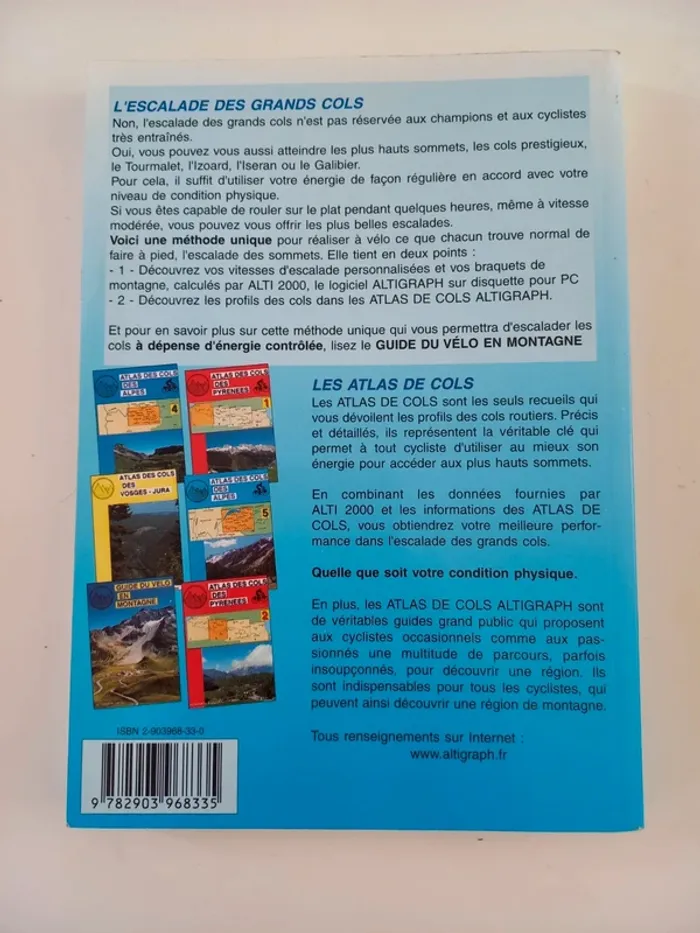 L'ESCALADE DES GRANDS COLS
Non, l'escalade des grands cols n'est pas réservée aux champions et aux cyclistes
très entraînés.
Oui, vous pouvez vous aussi atteindre les plus hauts sommets, les cols prestigieux,
le Tourmalet, l'Izoard, l'Iseran ou le Galibier.
Pour cela, il suffit d'utiliser votre énergie de façon régulière en accord avec votre
niveau de condition physique.
Si vous êtes capable de rouler sur le plat pendant quelques heures, même à vitesse
modérée, vous pouvez vous offrir les plus belles escalades.
Voici une méthode unique pour réaliser à vélo ce que chacun trouve normal de
faire à pied, l'escalade des sommets. Elle tient en deux points :
- 1 - Découvrez vos vitesses d'escalade personnalisées et vos braquets de
montagne, calculés par ALTI 2000, le logiciel ALTIGRAPH sur disquette pour PC
- 2 - Découvrez les profils des cols dans les ATLAS DE COLS ALTIGRAPH.
Et pour en savoir plus sur cette méthode unique qui vous permettra d'escalader les
cols à dépense d'énergie contrôlée, lisez le GUIDE DU VÉLO EN MONTAGNE
ATLAS DES COLS
DES
ALPES
4
ATLAS DES COLS
DES
PYRENEES
1
ATLAS DES COLS
DES
VOSGES - JURA
ATLAS DES COLS
DES
ALPES
5
GUIDE DU VELO
EN
MONTAGNE
ATLAS DES COLS
DES
PYRENEES
2
LES ATLAS DE COLS
Les ATLAS DE COLS sont les seuls recueils qui
vous dévoilent les profils des cols routiers. Précis
et détaillés, ils représentent la véritable clé qui
permet à tout cycliste d'utiliser au mieux son
énergie pour accéder aux plus hauts sommets.
En combinant les données fournies par
ALTI 2000 et les informations des ATLAS DE
COLS, vous obtiendrez votre meilleure perfor-
mance dans l'escalade des grands cols.
Quelle que soit votre condition physique.
En plus, les ATLAS DE COLS ALTIGRAPH sont
de véritables guides grand public qui proposent
aux cyclistes occasionnels comme aux pas-
sionnés une multitude de parcours, parfois
insoupçonnés, pour découvrir une région. Ils
sont indispensables pour tous les cyclistes, qui
peuvent ainsi découvrir une région de montagne.
Tous renseignements sur Internet :
www.altigraph.fr
ISBN 2-903968-33-0
9 782903 968335